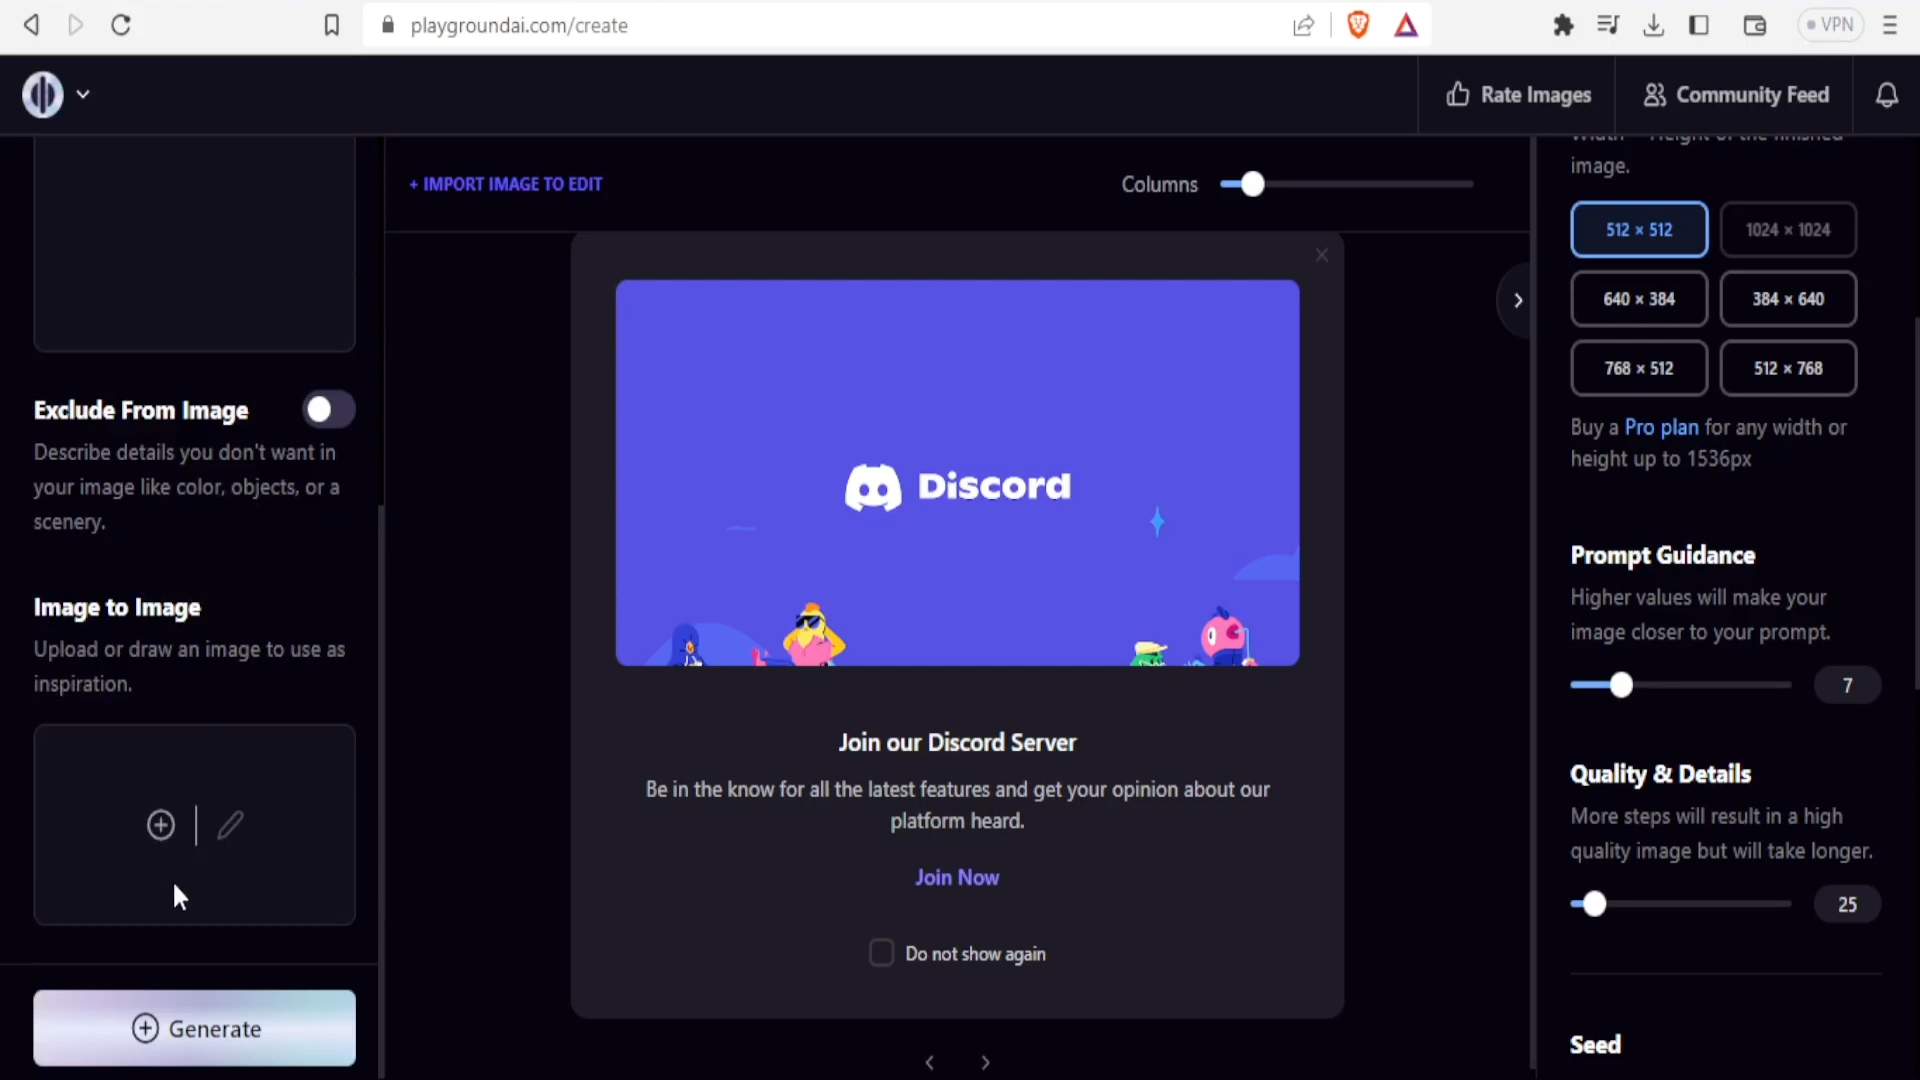 playgroundai.com/create
VPN
Rate Images
Community Feed
+ IMPORT IMAGE TO EDIT
Columns
Width × Height of the finished
image.
512 × 512
1024 × 1024
640 × 384
384 × 640
768 × 512
512 × 768
Buy a Pro plan for any width or
height up to 1536px
Exclude From Image
Describe details you don't want in
your image like color, objects, or a
scenery.
Image to Image
Upload or draw an image to use as
inspiration.
Generate
Discord
Join our Discord Server
Be in the know for all the latest features and get your opinion about our
platform heard.
Join Now
Do not show again
Prompt Guidance
Higher values will make your
image closer to your prompt.
7
Quality & Details
More steps will result in a high
quality image but will take longer.
25
Seed